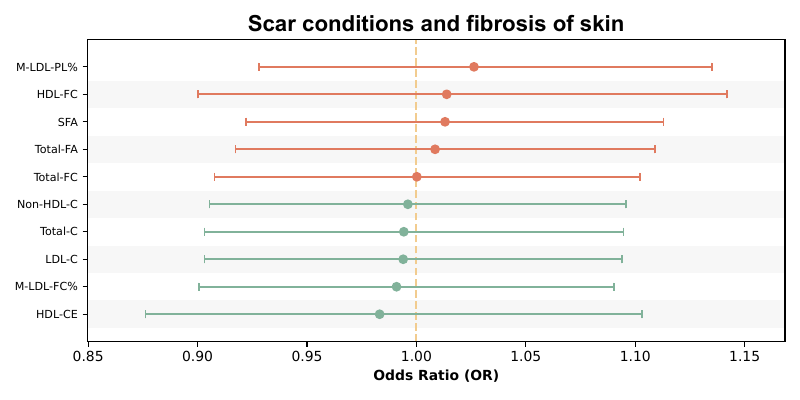 Scar conditions and fibrosis of skin
M-LDL-PL%
HDL-FC
SFA
Total-FA
Total-FC
Non-HDL-C
Total-C
LDL-C
M-LDL-FC%
HDL-CE
0.85 0.90 0.95 1.00 1.05 1.10 1.15
Odds Ratio (OR)